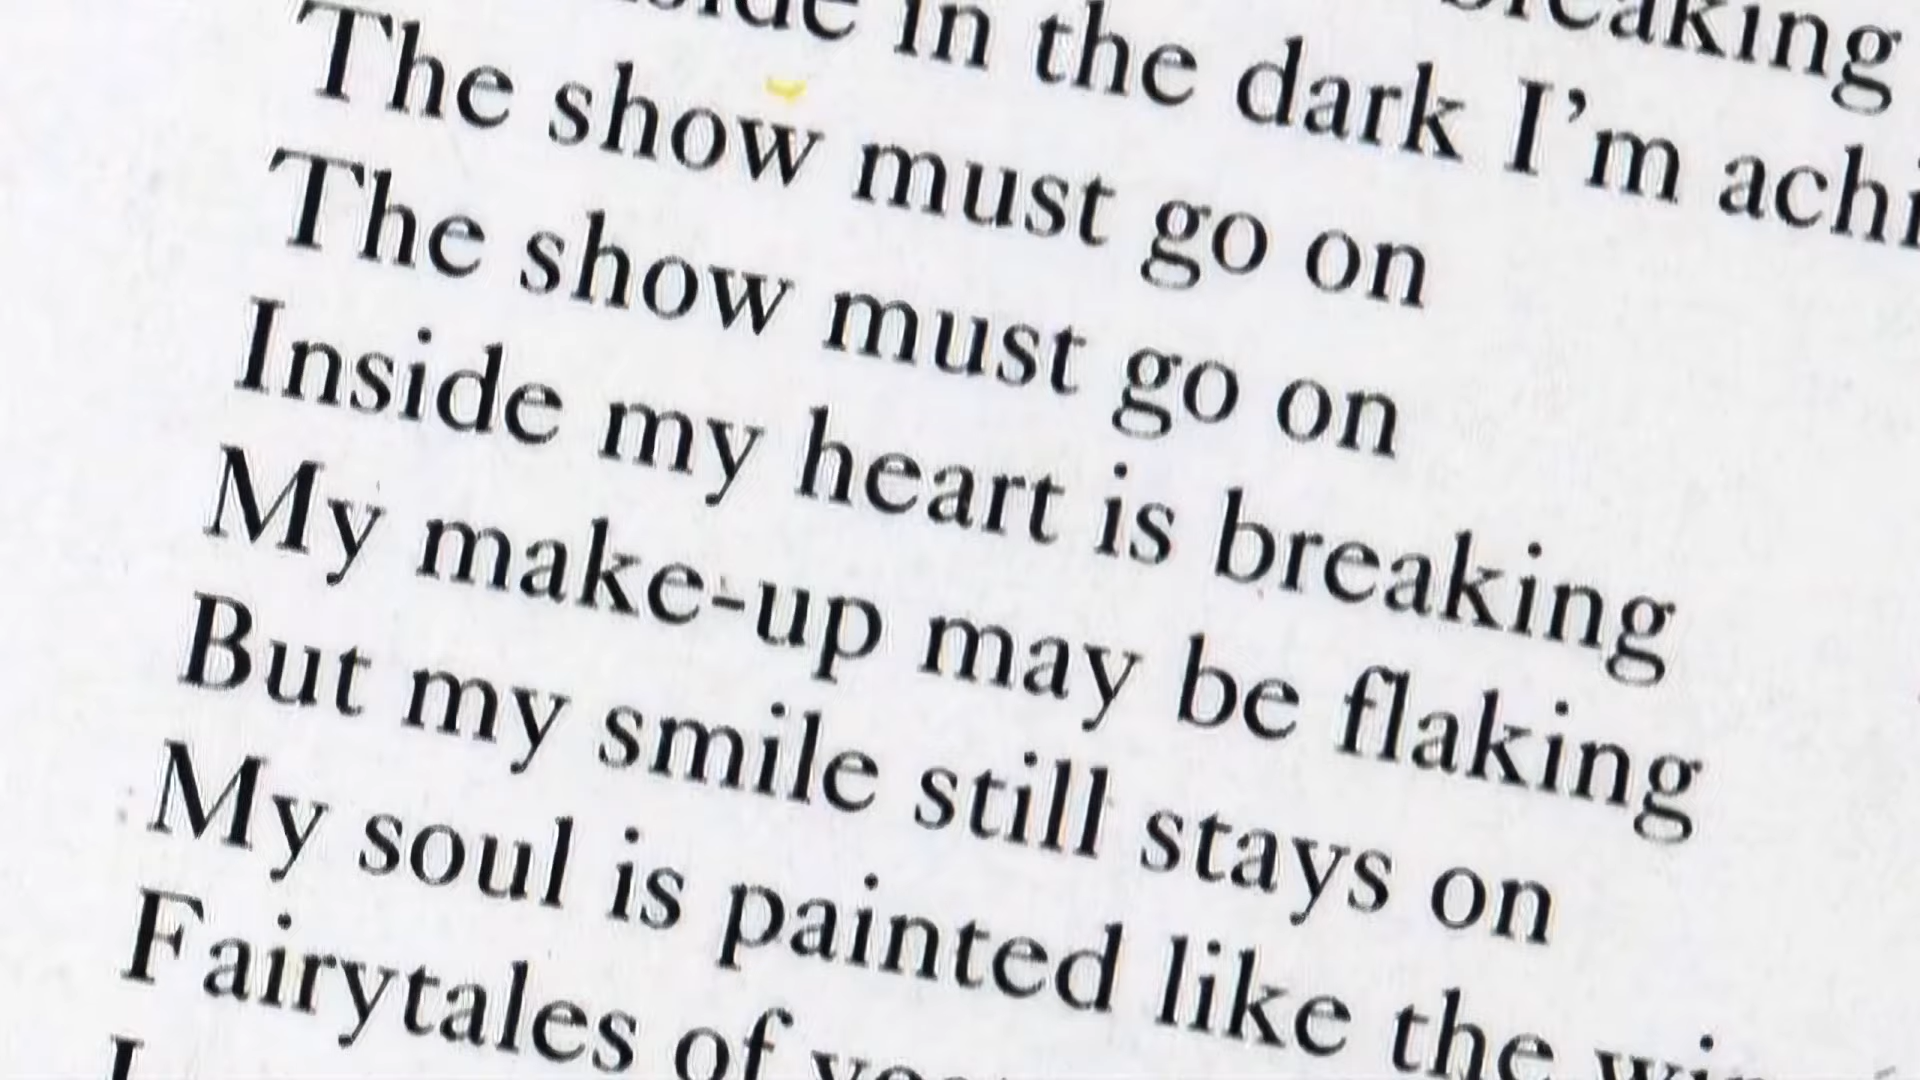 breaking
in the dark I'm
The show must go on
The show must go on
Inside my heart is breaking
My make-up may be flaking
But my smile still stays on
My soul is painted like the
Fairytales of